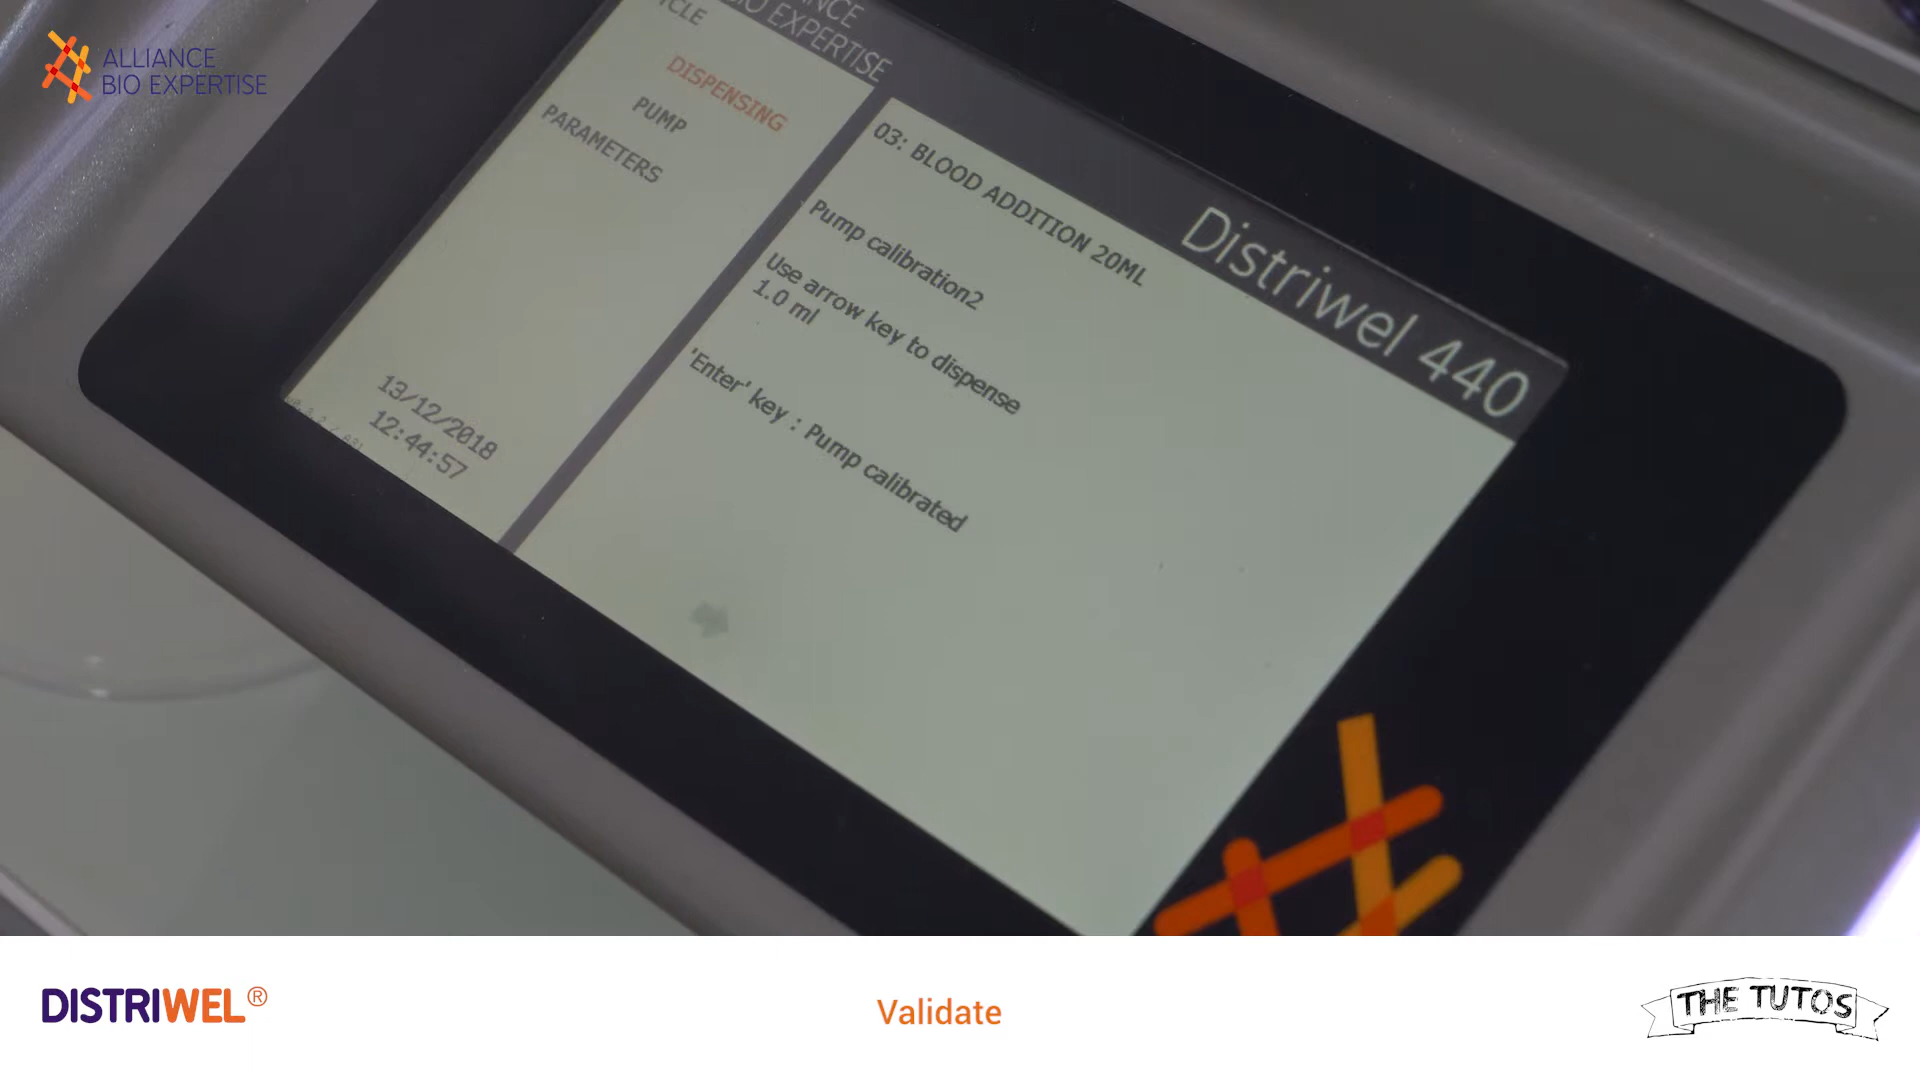 ALLIANCE
BIO EXPERTISE
EXPERTISE
Distriwel 440
DISPENSING
PUMP
PARAMETERS
13/12/2018
12:44:57
03: BLOOD ADDITION 20ML
Pump calibration2
Use arrow key to dispense
1.0 ml
'Enter' key : Pump calibrated
DISTRIWEL®
Validate
THE TUTOS